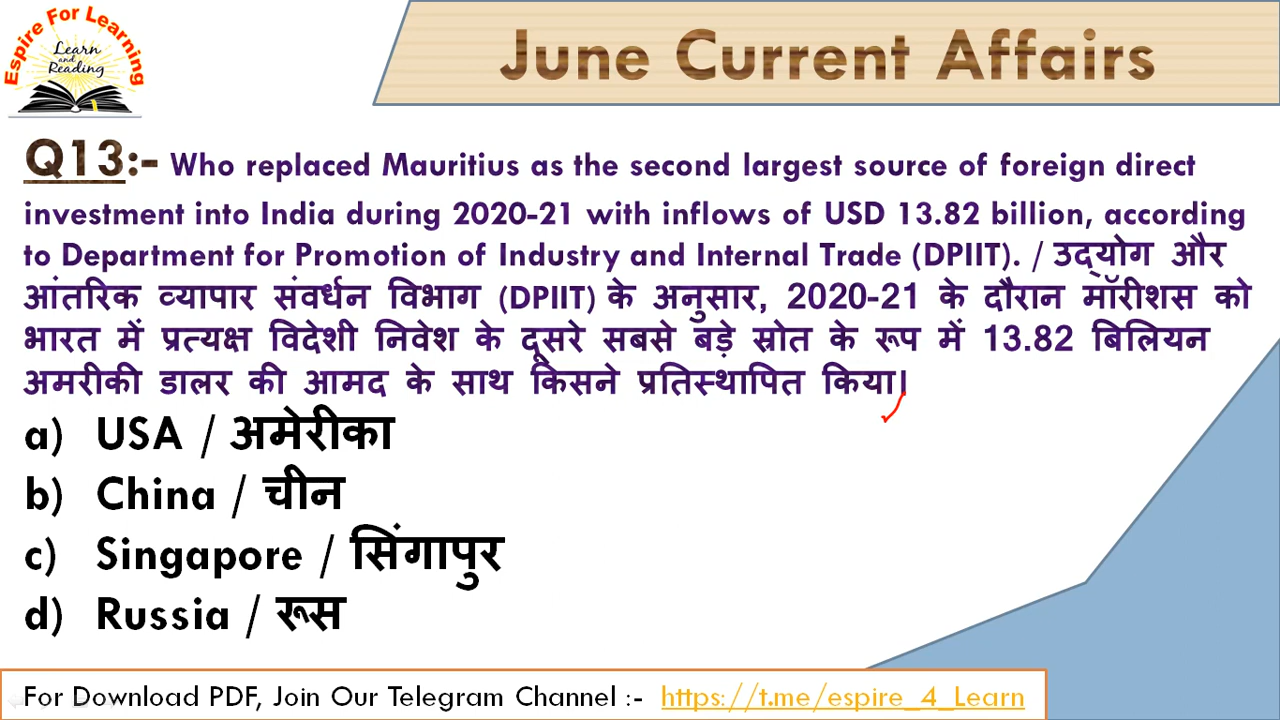 Espire For Learning
Learn
and
Reading
June Current Affairs
Q13:- Who replaced Mauritius as the second largest source of foreign direct
investment into India during 2020-21 with inflows of USD 13.82 billion, according
to Department for Promotion of Industry and Internal Trade (DPIIT). / उद्योग और
आंतरिक व्यापार संवर्धन विभाग (DPIIT) के अनुसार, 2020-21 के दौरान मॉरीशस को
भारत में प्रत्यक्ष विदेशी निवेश के दूसरे सबसे बड़े स्रोत के रूप में 13.82 बिलियन
अमरीकी डालर की आमद के साथ किसने प्रतिस्थापित किया।
a) USA / अमेरीका
b) China / चीन
c) Singapore / सिंगापुर
d) Russia / रूस
For Download PDF, Join Our Telegram Channel :- https://t.me/espire_4_Learn